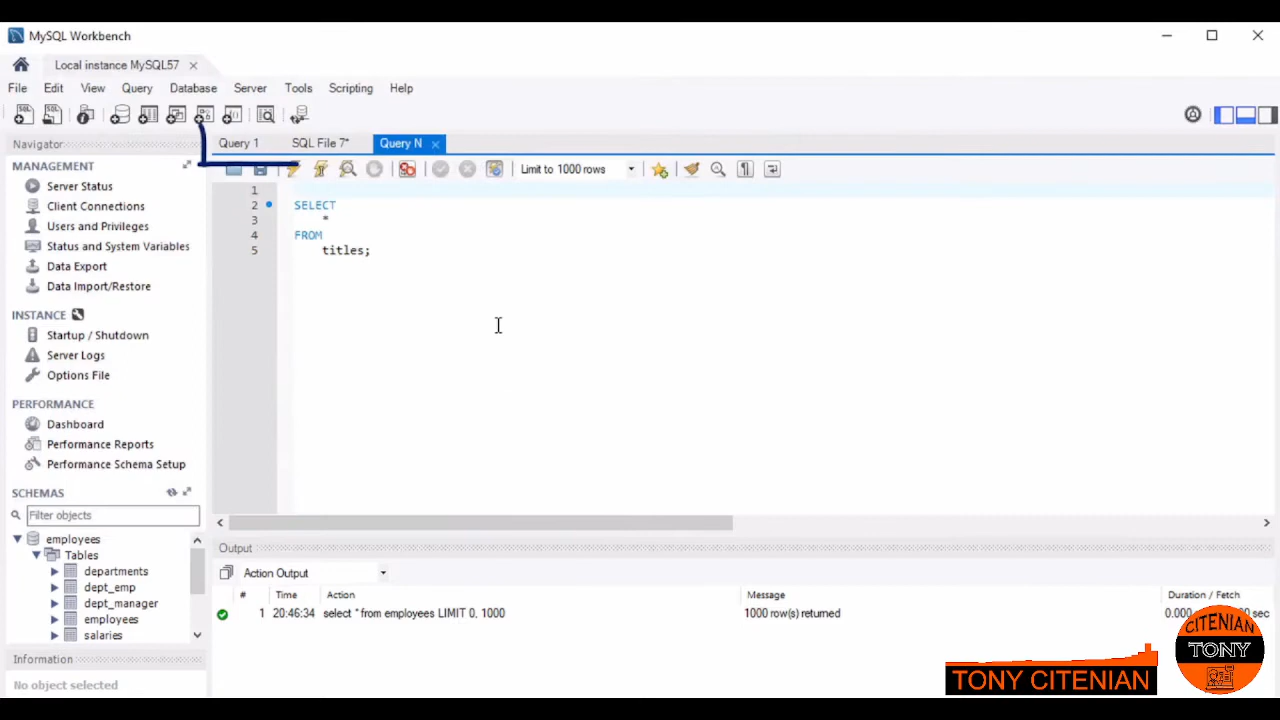 MySQL Workbench
Local instance MySQL57
File Edit View Query Database Server Tools Scripting Help
Navigator
MANAGEMENT
Server Status
Client Connections
Users and Privileges
Status and System Variables
Data Export
Data Import/Restore
INSTANCE
Startup / Shutdown
Server Logs
Options File
PERFORMANCE
Dashboard
Performance Reports
Performance Schema Setup
SCHEMAS
Filter objects
employees
Tables
departments
dept_emp
dept_manager
employees
salaries
Information
No object selected
Query 1 SQL File 7* Query N
Limit to 1000 rows
1
2 SELECT
3 *
4 FROM
5 titles;
Output
Action Output
# Time Action Message Duration / Fetch
1 20:46:34 select * from employees LIMIT 0, 1000 1000 row(s) returned 0.000 sec
TONY CITENIAN
CITENIAN
TONY